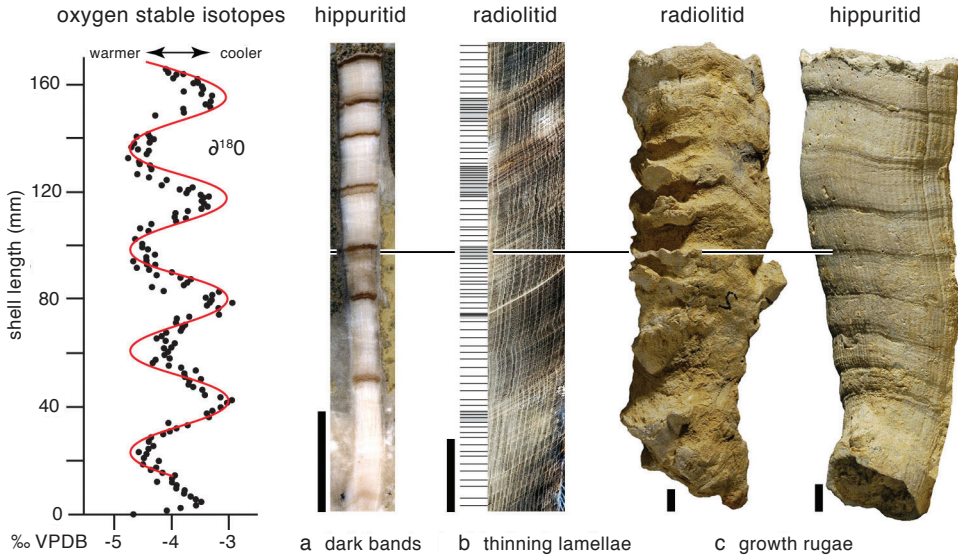 oxygen stable isotopes
hippuritid
radiolitid
radiolitid
hippuritid
warmer
cooler
∂¹⁸0
shell length (mm)
160
120
80
40
0
‰ VPDB
-5
-4
-3
a dark bands
b thinning lamellae
c growth rugae